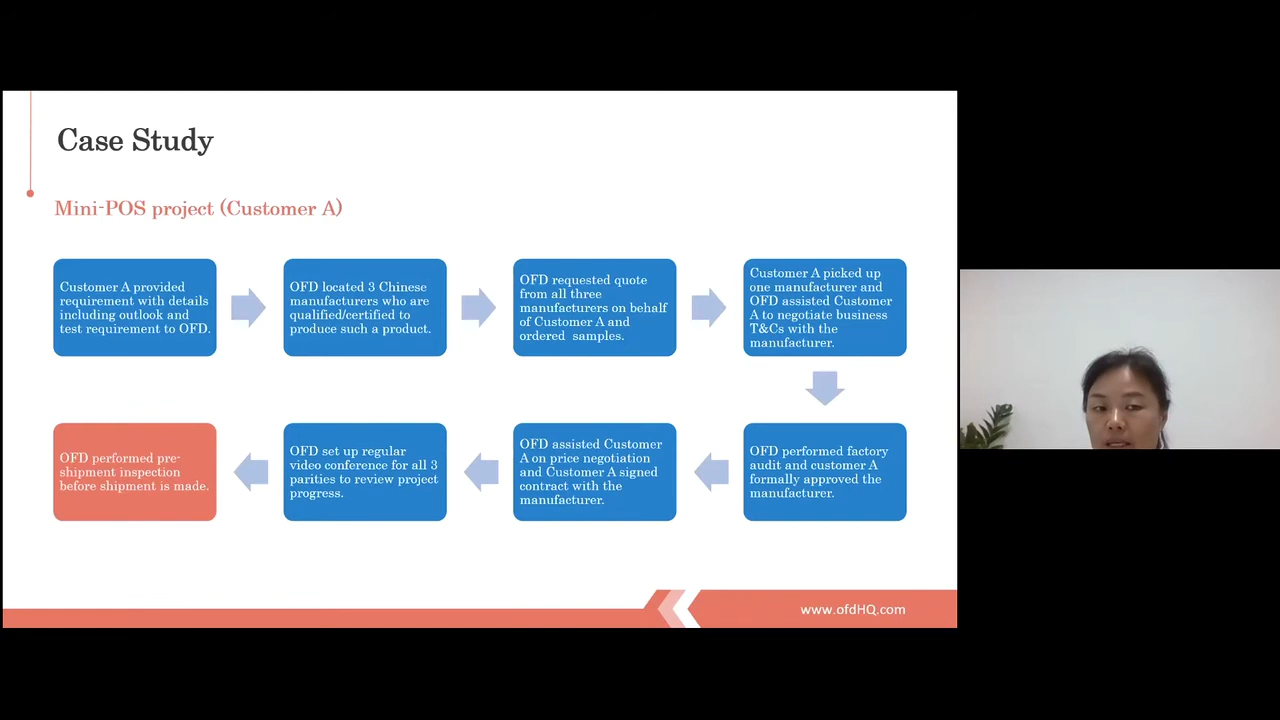 Case Study
Mini-POS project (Customer A)
Customer A provided
requirement with details
including outlook and
test requirement to OFD.
OFD located 3 Chinese
manufacturers who are
qualified/certified to
produce such a product.
OFD requested quote
from all three
manufacturers on behalf
of Customer A and
ordered samples.
Customer A picked up
one manufacturer and
OFD assisted Customer
A to negotiate business
T&Cs with the
manufacturer.
OFD performed factory
audit and customer A
formally approved the
manufacturer.
OFD assisted Customer
A on price negotiation
and Customer A signed
contract with the
manufacturer.
OFD set up regular
video conference for all 3
parities to review project
progress.
OFD performed pre-
shipment inspection
before shipment is made.
www.ofdHQ.com